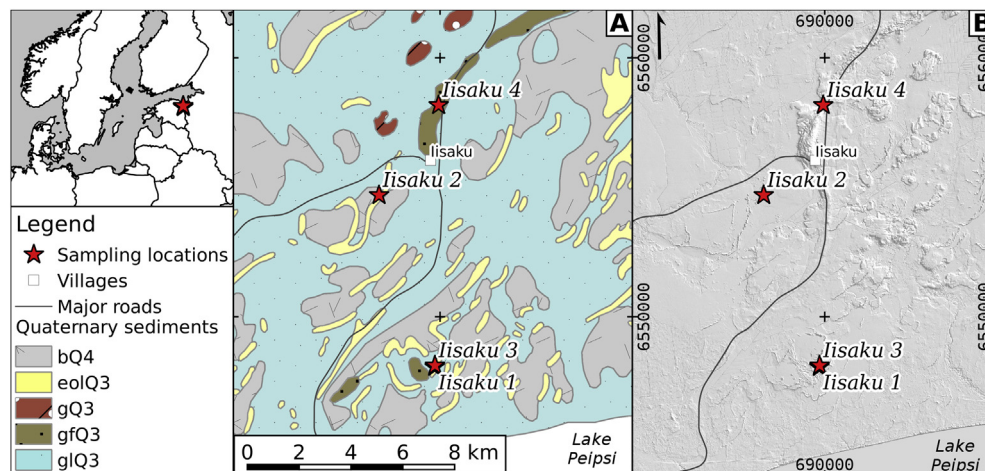 Legend
Sampling locations
Villages
Major roads
Quaternary sediments
bQ4
eolQ3
gQ3
gfQ3
glQ3
A
Iisaku 4
Iisaku
Iisaku 2
Iisaku 3
Iisaku 1
0 2 4 6 8 km
Lake
Peipsi
B
690000
6560000
6560000
Iisaku 4
Iisaku
Iisaku 2
6550000
6550000
Iisaku 3
Iisaku 1
690000
Lake
Peipsi